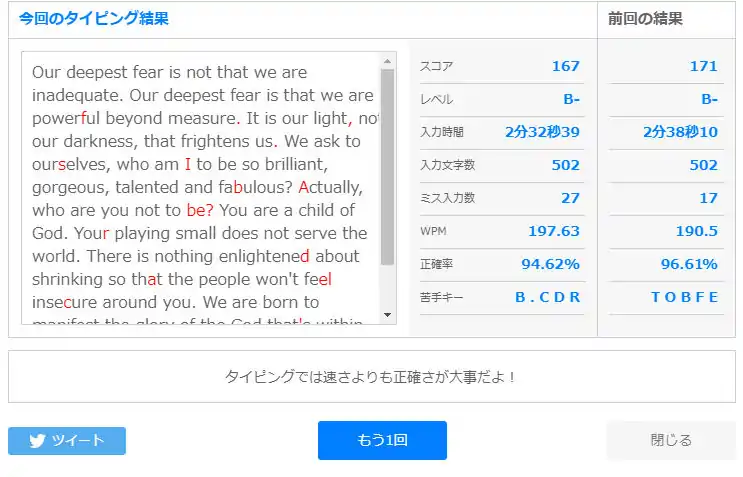 今回のタイピング結果
前回の結果
Our deepest fear is not that we are
inadequate. Our deepest fear is that we are
powerful beyond measure. It is our light, not
our darkness, that frightens us. We ask to
ourselves, who am I to be so brilliant,
gorgeous, talented and fabulous? Actually,
who are you not to be? You are a child of
God. Your playing small does not serve the
world. There is nothing enlightened about
shrinking so that the people won't feel
insecure around you. We are born to
manifest the glory of the God that's within
スコア 167 171
レベル B- B-
入力時間 2分32秒39 2分38秒10
入力文字数 502 502
ミス入力数 27 17
WPM 197.63 190.5
正確率 94.62% 96.61%
苦手キー B . C D R T O B F E
タイピングでは速さよりも正確さが大事だよ！
ツイート
もう1回
閉じる